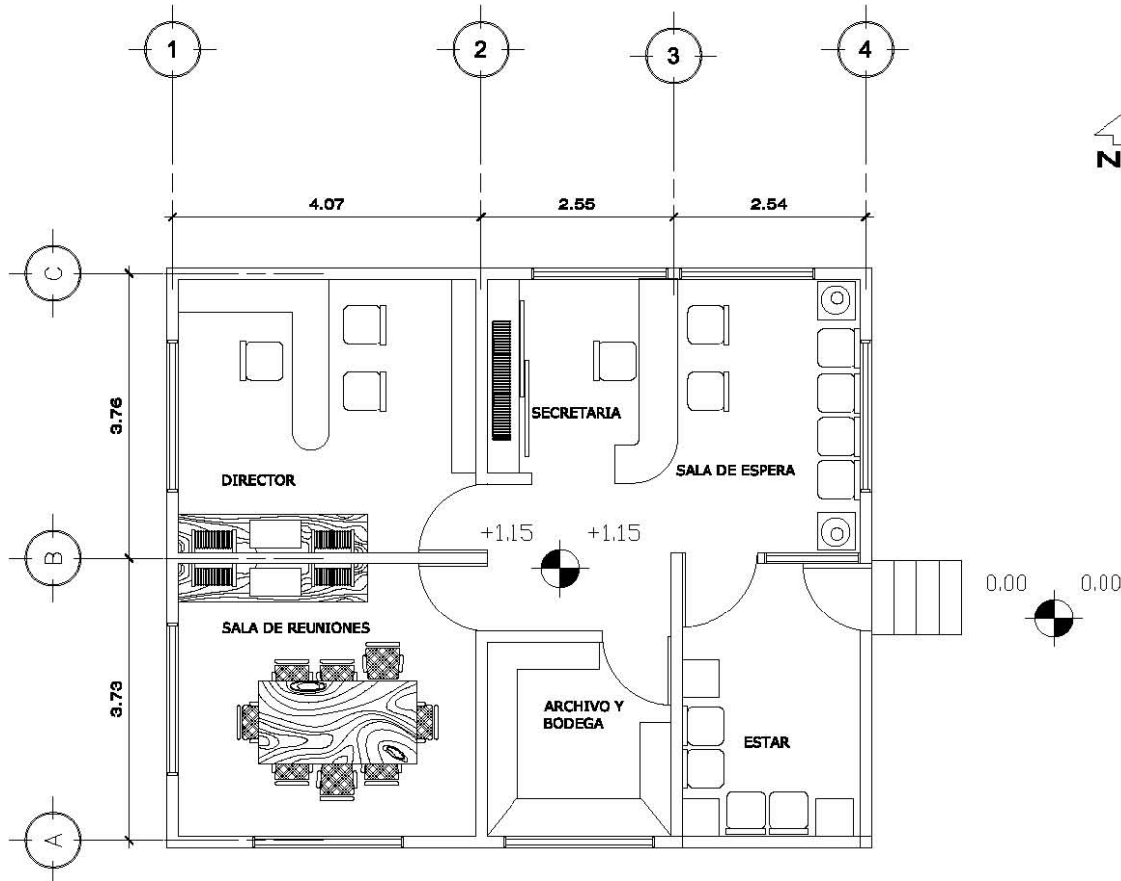 1
2
3
4
N
4.07
2.55
2.54
C
3.76
SECRETARIA
SALA DE ESPERA
DIRECTOR
+1.15
+1.15
B
0.00
0.00
SALA DE REUNIONES
3.73
ARCHIVO Y
BODEGA
ESTAR
A